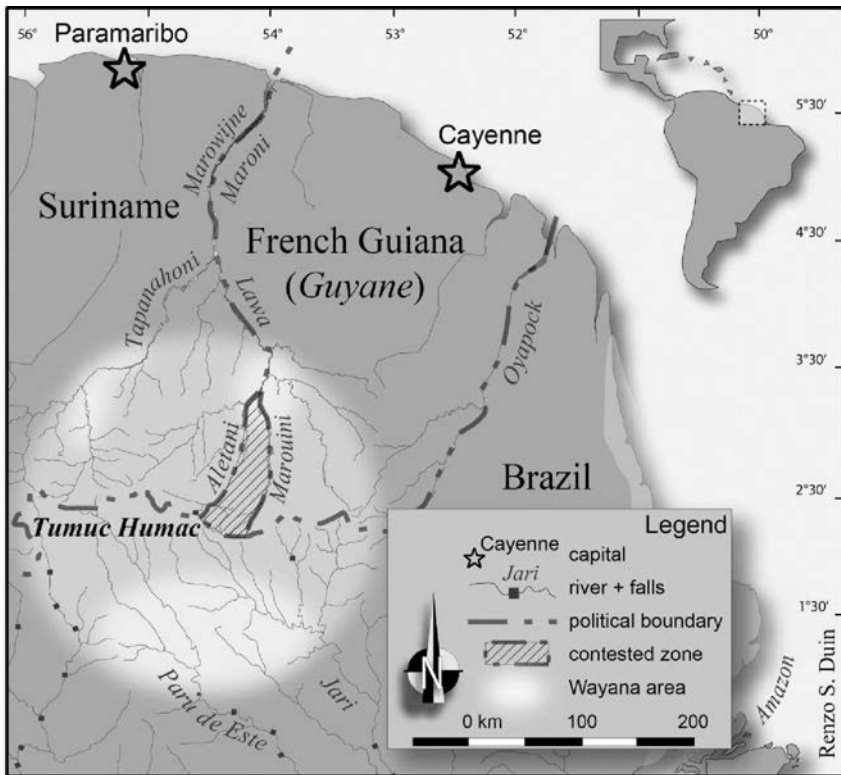 56°
54°
53°
52°
50°
Paramaribo
5°30'
Cayenne
Marowijne
Maroni
Suriname
4°30'
French Guiana
(Guyane)
Tapanahoni
Lawa
Oyapock
3°30'
Aletani
Marouini
Brazil
2°30'
Tumuc Humac
Legend
Cayenne
capital
Jari
river + falls
political boundary
1°30'
contested zone
N
Wayana area
Paru de Este
Jari
0 km
100
200
Amazon
Renzo S. Duin